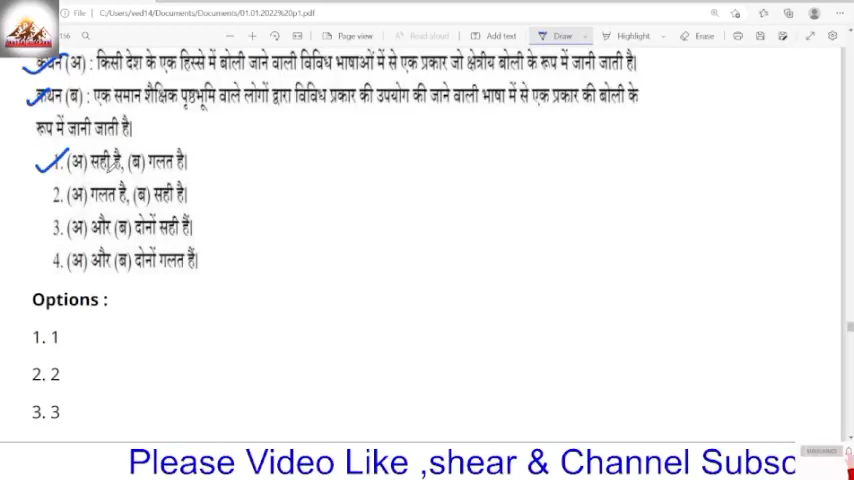 C:/Users/ved14/Documents/Documents/01.01.2022%20p1.pdf
156
Page view
Read aloud
Add text
Draw
Highlight
Erase
कथन (अ) : किसी देश के एक हिस्से में बोली जाने वाली विविध भाषाओं में से एक प्रकार जो क्षेत्रीय बोली के रूप में जानी जाती है।
कथन (ब) : एक समान शैक्षिक पृष्ठभूमि वाले लोगों द्वारा विविध प्रकार की उपयोग की जाने वाली भाषा में से एक प्रकार की बोली के
रूप में जानी जाती है।
1. (अ) सही है, (ब) गलत है।
2. (अ) गलत है, (ब) सही है।
3. (अ) और (ब) दोनों सही हैं।
4. (अ) और (ब) दोनों गलत हैं।
Options :
1. 1
2. 2
3. 3
Please Video Like ,shear & Channel Subsc